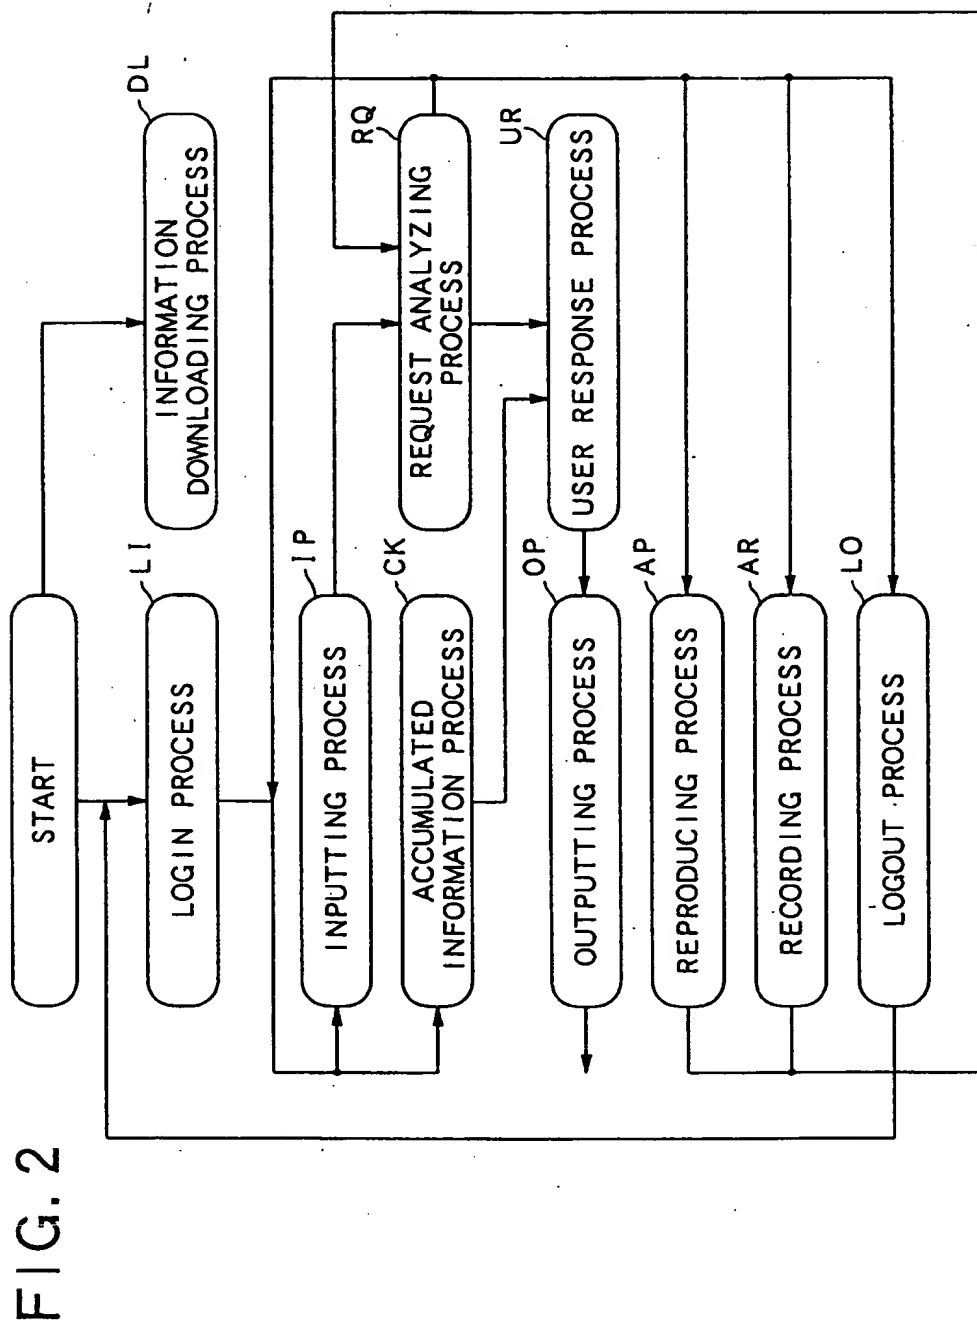 FIG. 2
START
DL
INFORMATION
DOWNLOADING PROCESS
LI
LOGIN PROCESS
IP
INPUTTING PROCESS
RQ
REQUEST ANALYZING
PROCESS
CK
ACCUMULATED
INFORMATION PROCESS
UR
USER RESPONSE PROCESS
OP
OUTPUTTING PROCESS
AP
REPRODUCING PROCESS
AR
RECORDING PROCESS
LO
LOGOUT PROCESS